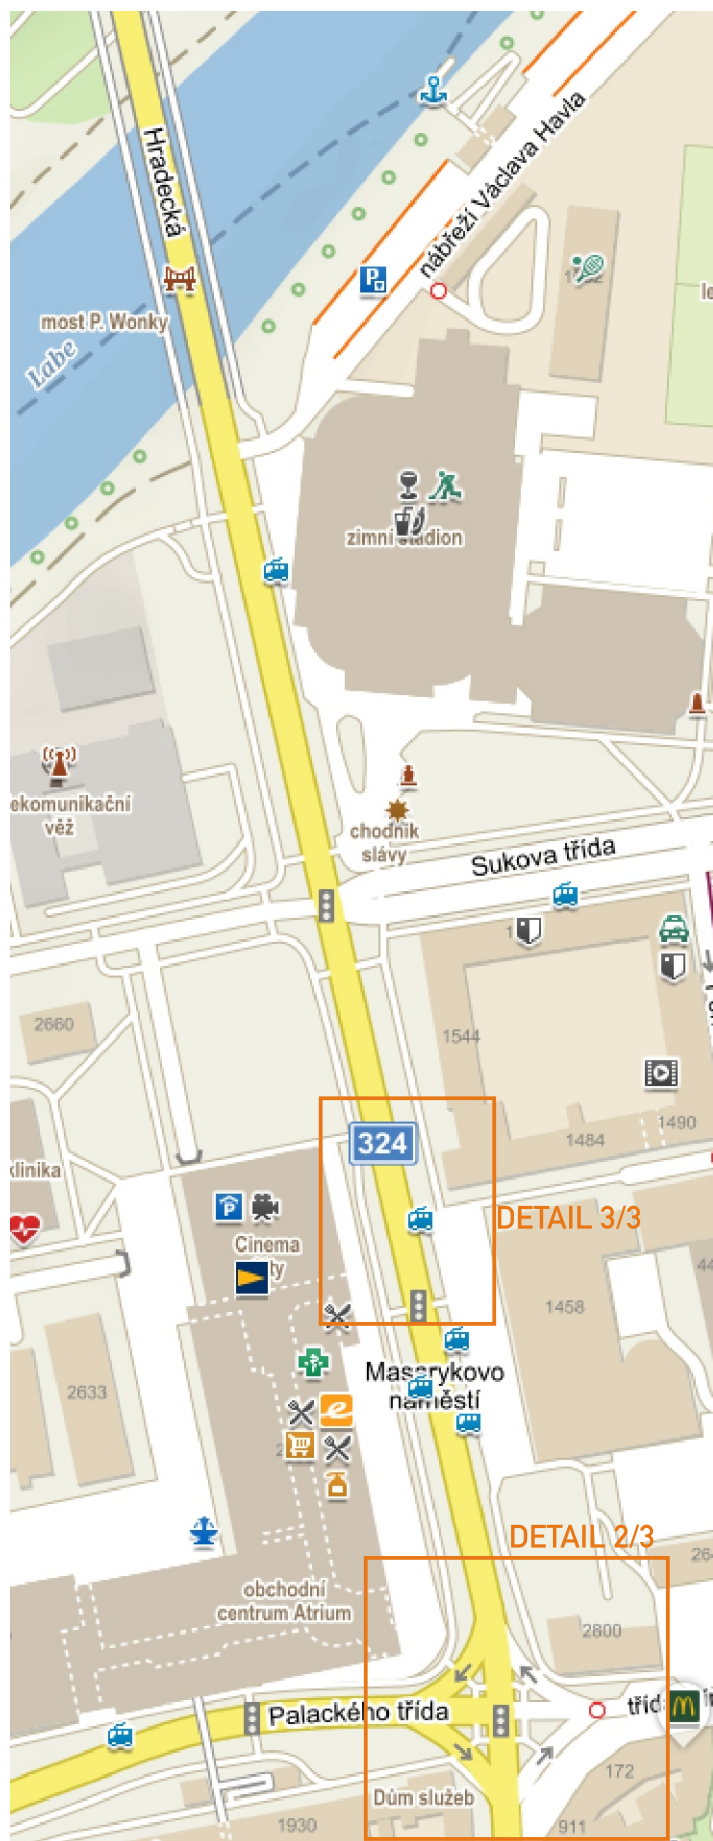 Hradecká
nábřeží Václava Havla
most P. Wonky
Labe
zimní stadion
věž
chodník
slávy
Sukova třída
2660
1544
324
1484
1490
klinika
DETAIL 3/3
Cinema
1458
2633
Masarykovo
náměstí
DETAIL 2/3
obchodní
centrum Atrium
2800
Palackého třída
172
Dům služeb
1930
911